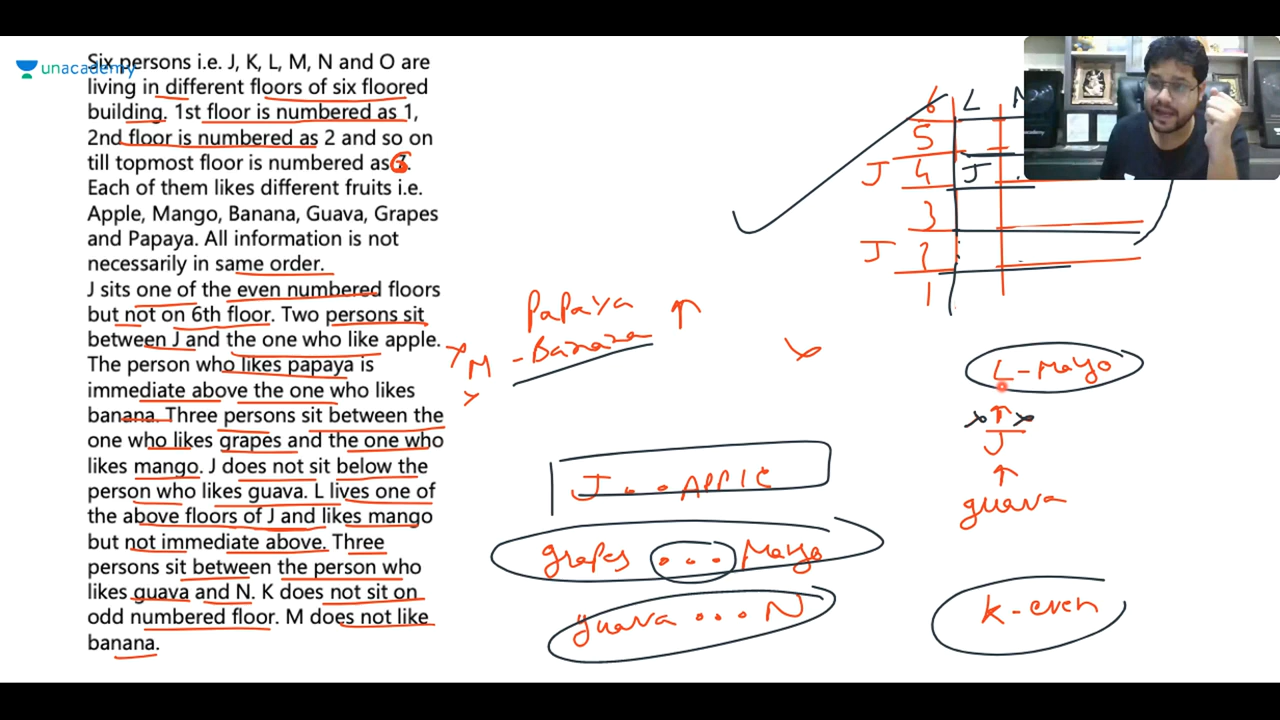 Six persons i.e. J, K, L, M, N and O are
unacademy
living in different floors of six floored
building. 1st floor is numbered as 1,
2nd floor is numbered as 2 and so on
till topmost floor is numbered as 6.
Each of them likes different fruits i.e.
Apple, Mango, Banana, Guava, Grapes
and Papaya. All information is not
necessarily in same order.
J sits one of the even numbered floors
but not on 6th floor. Two persons sit
between J and the one who like apple.
The person who likes papaya is
immediate above the one who likes
banana. Three persons sit between the
one who likes grapes and the one who
likes mango. J does not sit below the
person who likes guava. L lives one of
the above floors of J and likes mango
but not immediate above. Three
persons sit between the person who
likes guava and N. K does not sit on
odd numbered floor. M does not like
banana.
Papaya ↑
M - Banana
J . . APPLE
grapes . . . Mango
guava . . . N
6 L
5
J 4 J
3
J 2
1
L - Mango
× ↑ ×
J
↑
guava
K - even